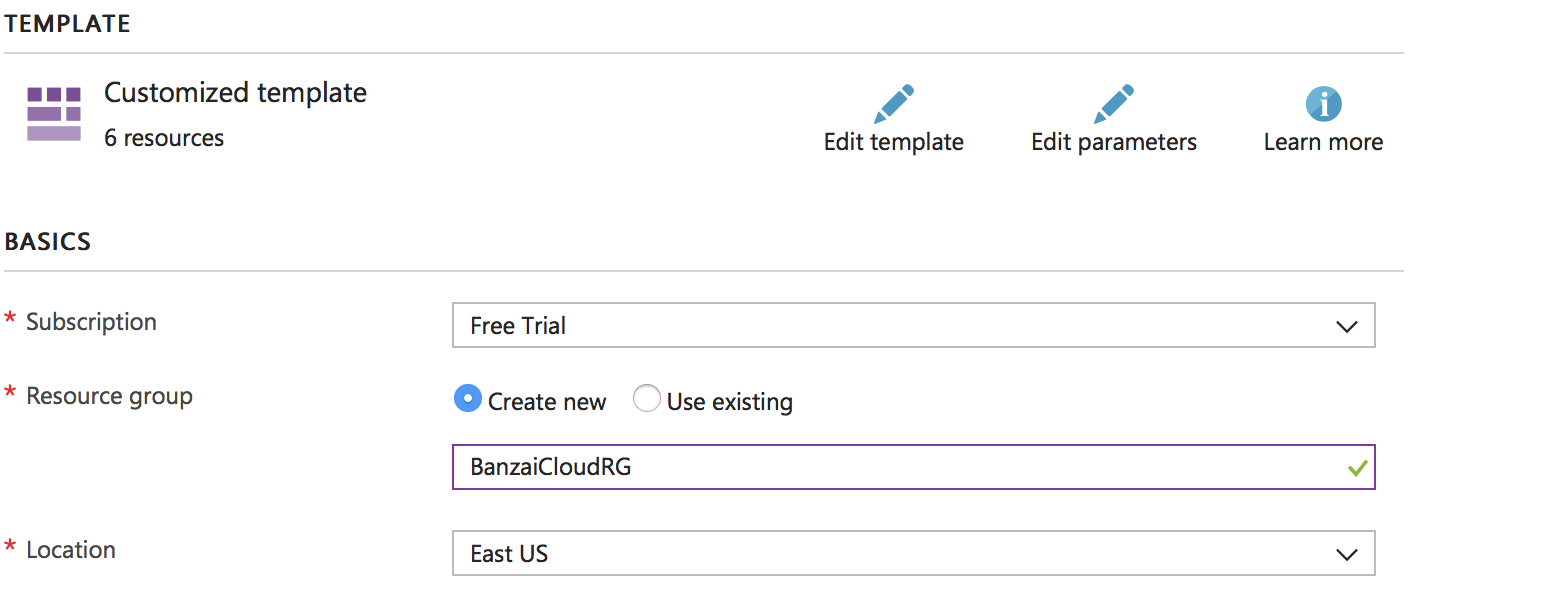 TEMPLATE
Customized template
6 resources
Edit template
Edit parameters
Learn more
BASICS
* Subscription
Free Trial
* Resource group
Create new
Use existing
BanzaiCloudRG
* Location
East US